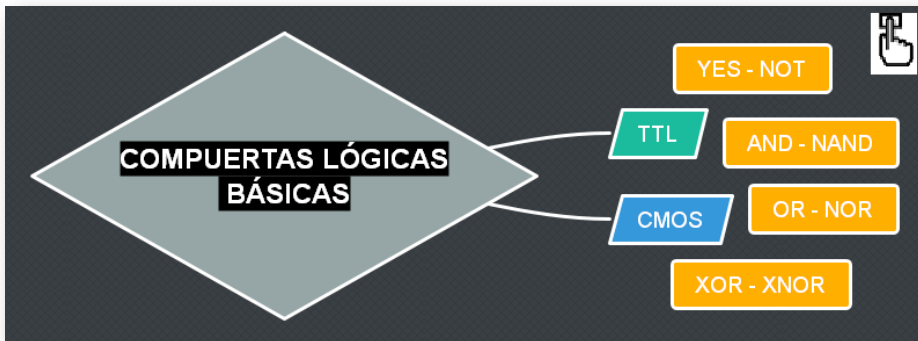 COMPUERTAS LÓGICAS
BÁSICAS
YES - NOT
TTL
AND - NAND
OR - NOR
CMOS
XOR - XNOR